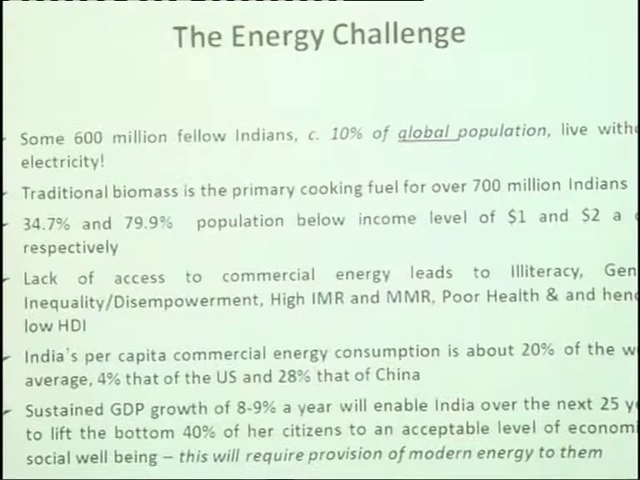 The Energy Challenge
Some 600 million fellow Indians, c. 10% of global population, live
electricity!
Traditional biomass is the primary cooking fuel for over 700 million Indians
34.7% and 79.9% population below income level of $1 and $2 a
respectively
Lack of access to commercial energy leads to Illiteracy,
Inequality/Disempowerment, High IMR and MMR, Poor Health & and
low HDI
India's per capita commercial energy consumption is about 20% of the
average, 4% that of the US and 28% that of China
Sustained GDP growth of 8-9% a year will enable India over the next 25
to lift the bottom 40% of her citizens to an acceptable level of
social well being – this will require provision of modern energy to them